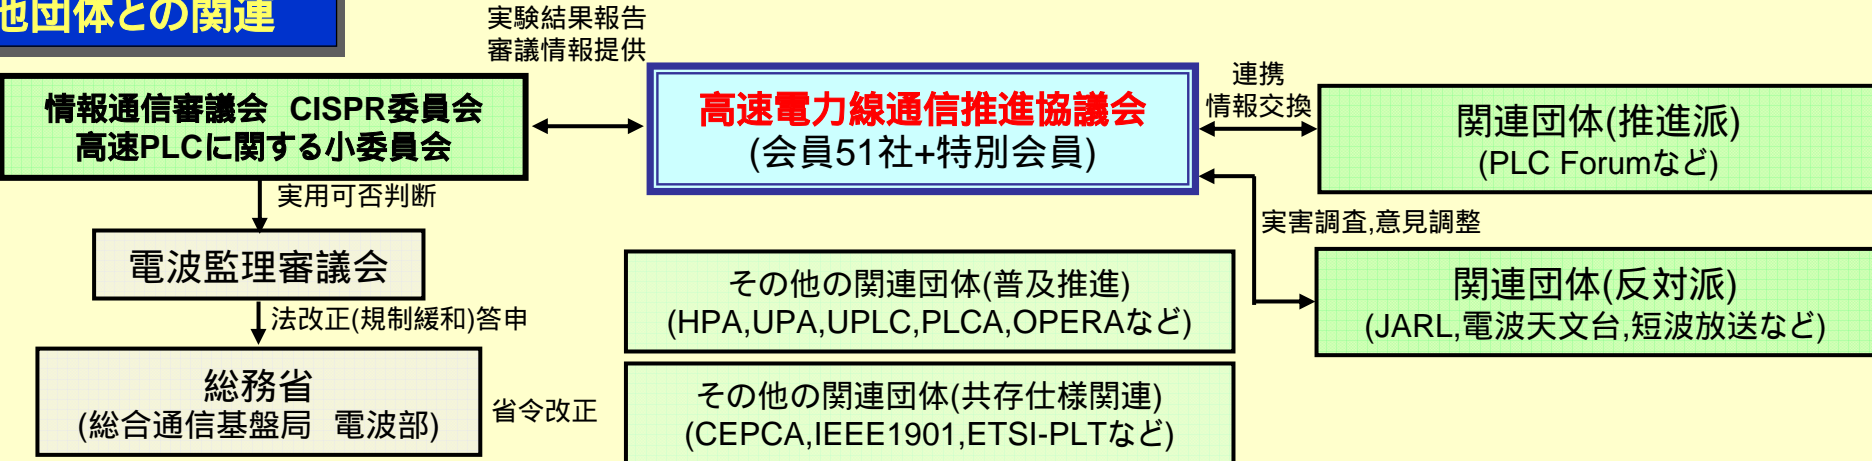 他団体との関連
実験結果報告
審議情報提供
情報通信審議会 CISPR委員会
高速PLCに関する小委員会
高速電力線通信推進協議会
(会員51社+特別会員)
連携
情報交換
関連団体(推進派)
(PLC Forumなど)
実用可否判断
実害調査,意見調整
電波監理審議会
その他の関連団体(普及推進)
(HPA,UPA,UPLC,PLCA,OPERAなど)
関連団体(反対派)
(JARL,電波天文台,短波放送など)
法改正(規制緩和)答申
総務省
(総合通信基盤局 電波部)
省令改正
その他の関連団体(共存仕様関連)
(CEPCA,IEEE1901,ETSI-PLTなど)